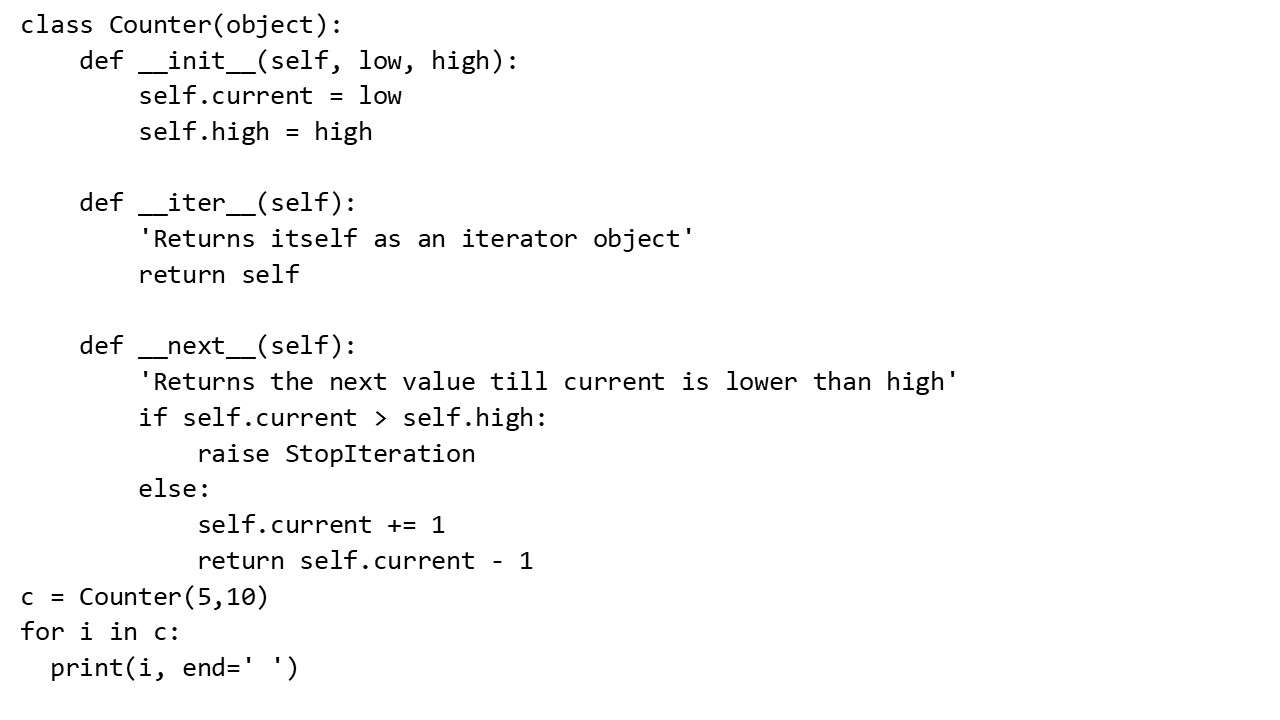 class Counter(object):
    def __init__(self, low, high):
        self.current = low
        self.high = high

    def __iter__(self):
        'Returns itself as an iterator object'
        return self

    def __next__(self):
        'Returns the next value till current is lower than high'
        if self.current > self.high:
            raise StopIteration
        else:
            self.current += 1
            return self.current - 1
c = Counter(5,10)
for i in c:
  print(i, end=' ')